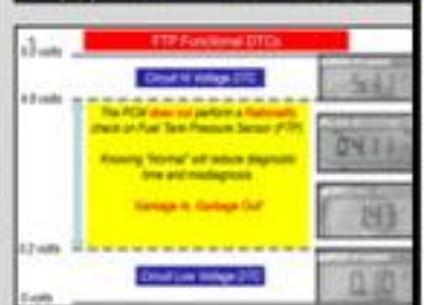 FTP Functional DTCs
5.0 volts
Circuit Hi Voltage DTC
4.8 volts
The PCM does not perform a Rationality
check on Fuel Tank Pressure Sensor (FTP)
Knowing "Normal" will reduce diagnostic
time and misdiagnosis
Garbage In, Garbage Out!
.2 volts
Circuit Low Voltage DTC
0 volts